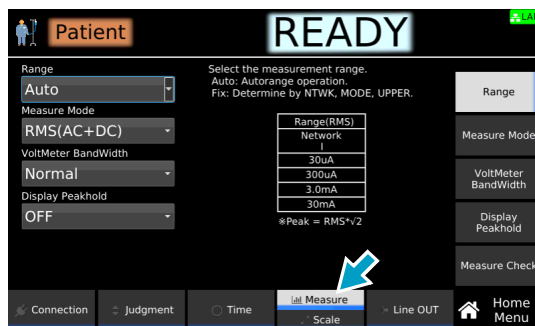 Patient
READY
LAN
Range
Auto
Measure Mode
RMS(AC+DC)
VoltMeter BandWidth
Normal
Display Peakhold
OFF
Select the measurement range.
Auto: Autorange operation.
Fix: Determine by NTWK, MODE, UPPER.
Range(RMS)
Network
I
30uA
300uA
3.0mA
30mA
※Peak = RMS*√2
Range
Measure Mode
VoltMeter
BandWidth
Display
Peakhold
Measure Check
Connection
Judgment
Time
Measure
Scale
Line OUT
Home
Menu